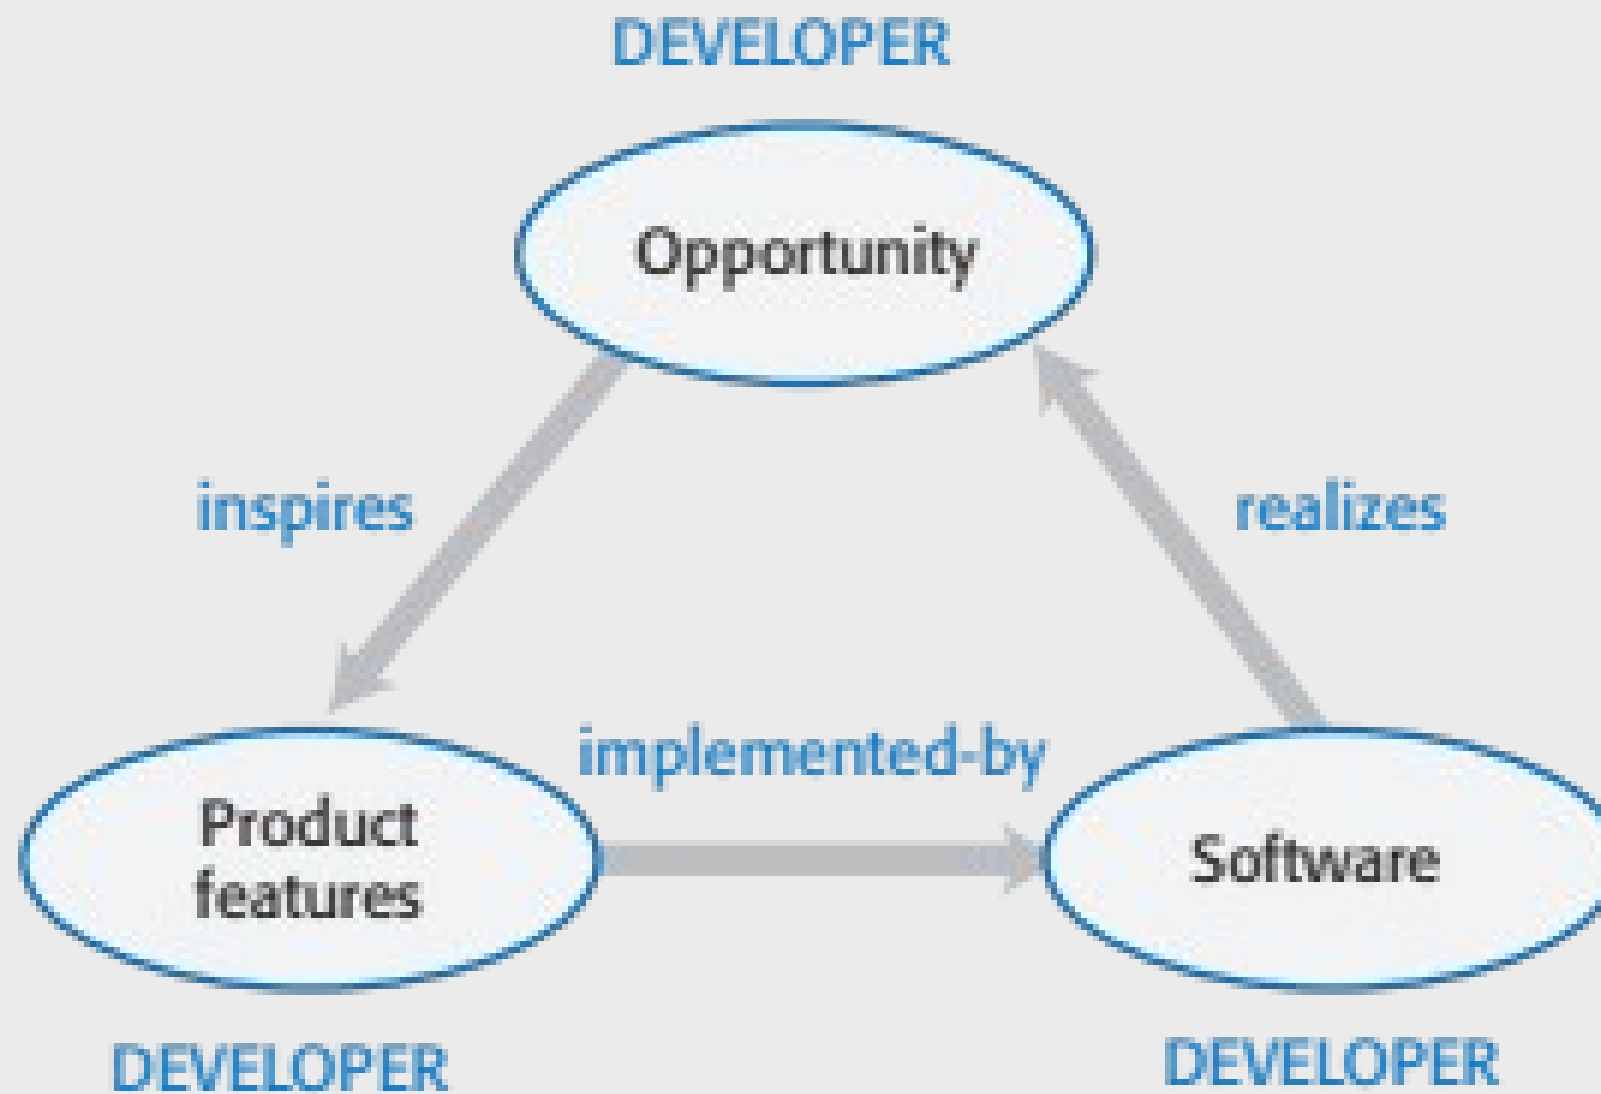 DEVELOPER
Opportunity
inspires
realizes
implemented-by
Product
features
Software
DEVELOPER
DEVELOPER